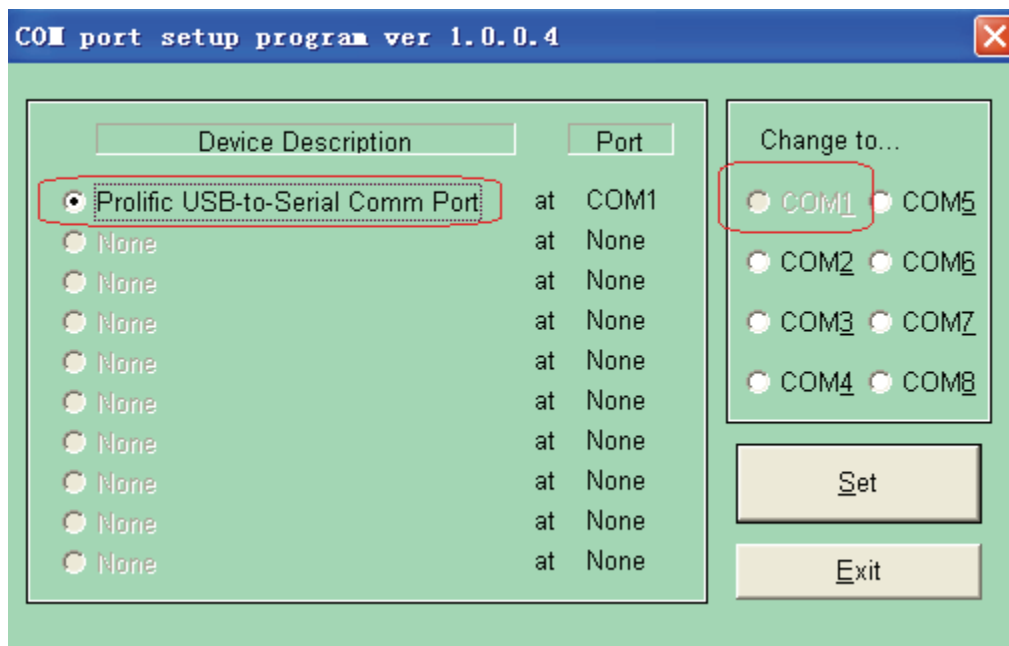 COM port setup program ver 1.0.0.4
Device Description Port
Prolific USB-to-Serial Comm Port at COM1
None at None
None at None
None at None
None at None
None at None
None at None
None at None
None at None
None at None
Change to...
COM1 COM5
COM2 COM6
COM3 COM7
COM4 COM8
Set
Exit